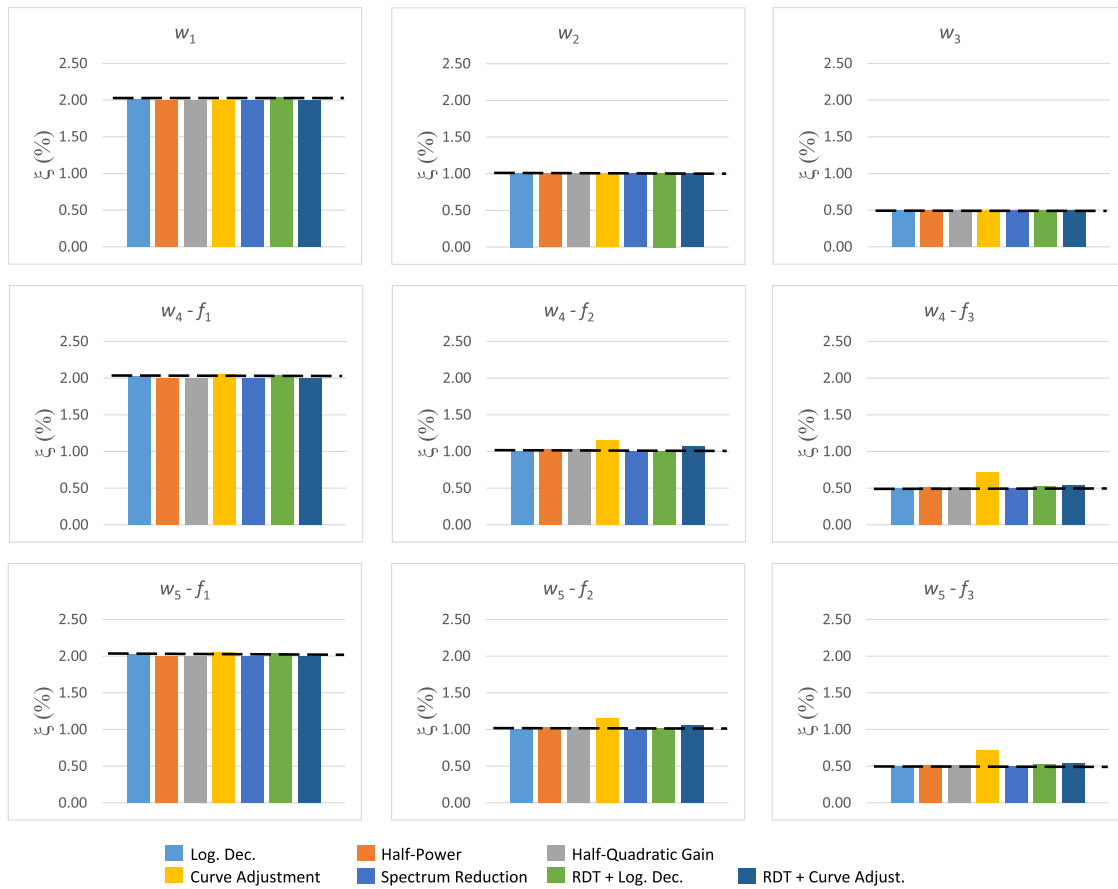 w₁
w₂
w₃
2.50
2.00
1.50
1.00
0.50
0.00
ξ (%)
2.50
2.00
1.50
1.00
0.50
0.00
ξ (%)
2.50
2.00
1.50
1.00
0.50
0.00
ξ (%)
w₄ - f₁
w₄ - f₂
w₄ - f₃
2.50
2.00
1.50
1.00
0.50
0.00
ξ (%)
2.50
2.00
1.50
1.00
0.50
0.00
ξ (%)
2.50
2.00
1.50
1.00
0.50
0.00
ξ (%)
w₅ - f₁
w₅ - f₂
w₅ - f₃
2.50
2.00
1.50
1.00
0.50
0.00
ξ (%)
2.50
2.00
1.50
1.00
0.50
0.00
ξ (%)
2.50
2.00
1.50
1.00
0.50
0.00
ξ (%)
Log. Dec. Half-Power Half-Quadratic Gain
Curve Adjustment Spectrum Reduction RDT + Log. Dec. RDT + Curve Adjust.